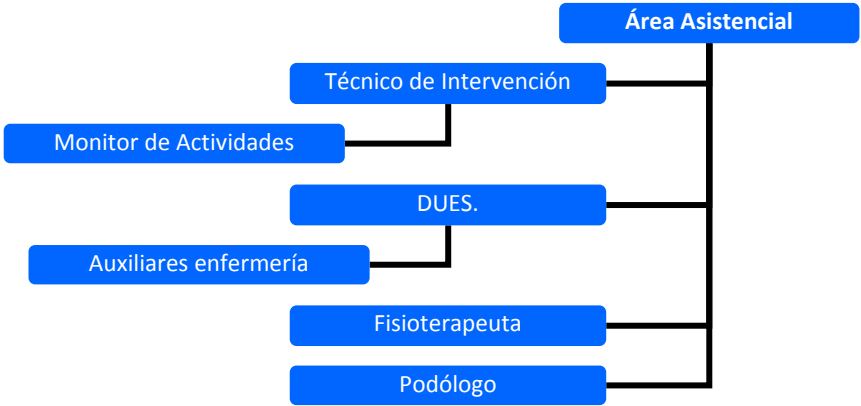 Área Asistencial
Técnico de Intervención
Monitor de Actividades
DUES.
Auxiliares enfermería
Fisioterapeuta
Podólogo